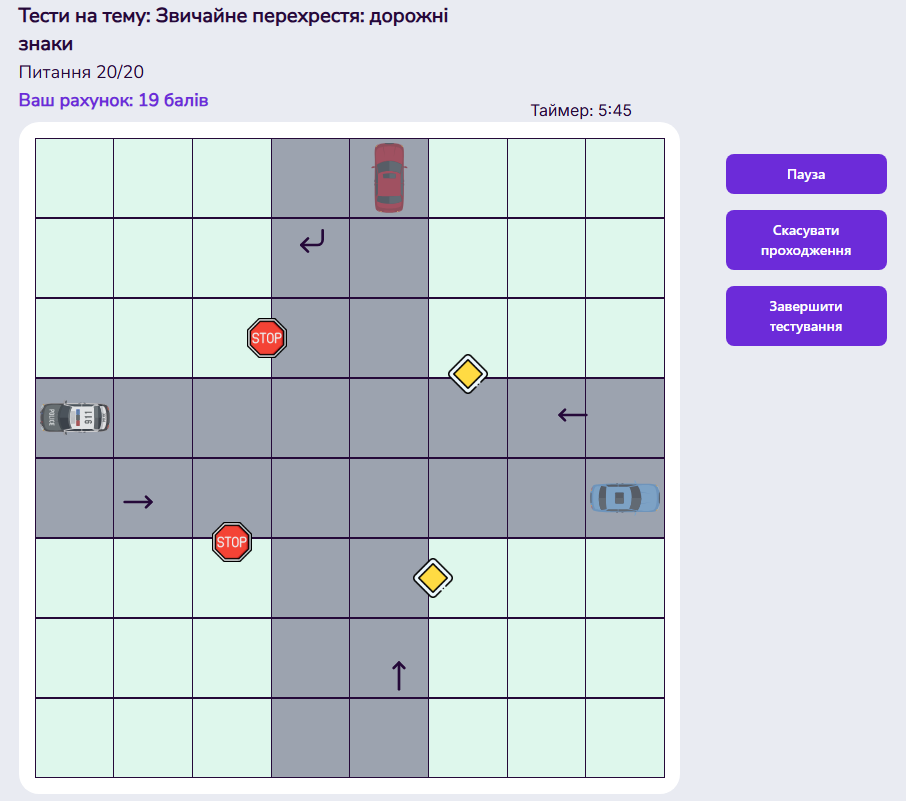 Тести на тему: Звичайне перехрестя: дорожні
знаки
Питання 20/20
Ваш рахунок: 19 балів
Таймер: 5:45
Пауза
Скасувати
проходження
Завершити
тестування
STOP
POLICE
911
STOP